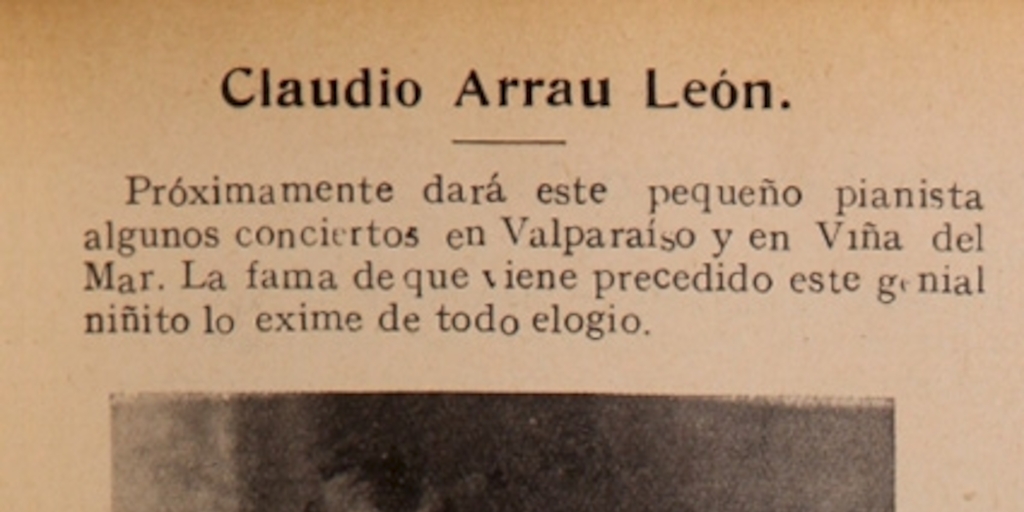 Claudio Arrau León.
Próximamente dará este pequeño pianista
algunos conciertos en Valparaíso y en Viña del
Mar. La fama de que viene precedido este genial
niñito lo exime de todo elogio.